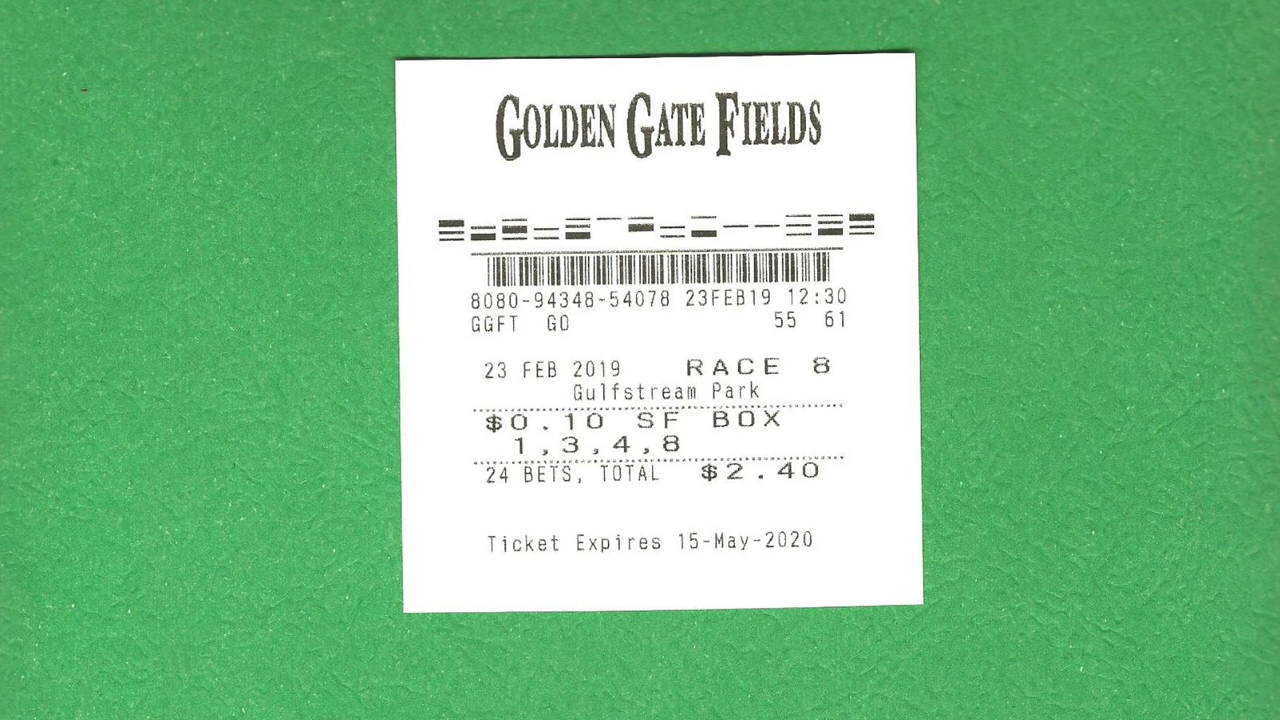 GOLDEN GATE FIELDS
8080-94348-54078 23FEB19 12:30
GGFT GO 55 61
23 FEB 2019 RACE 8
Gulfstream Park
$0.10 SF BOX
1,3,4,8
24 BETS, TOTAL $2.40
Ticket Expires 15-May-2020